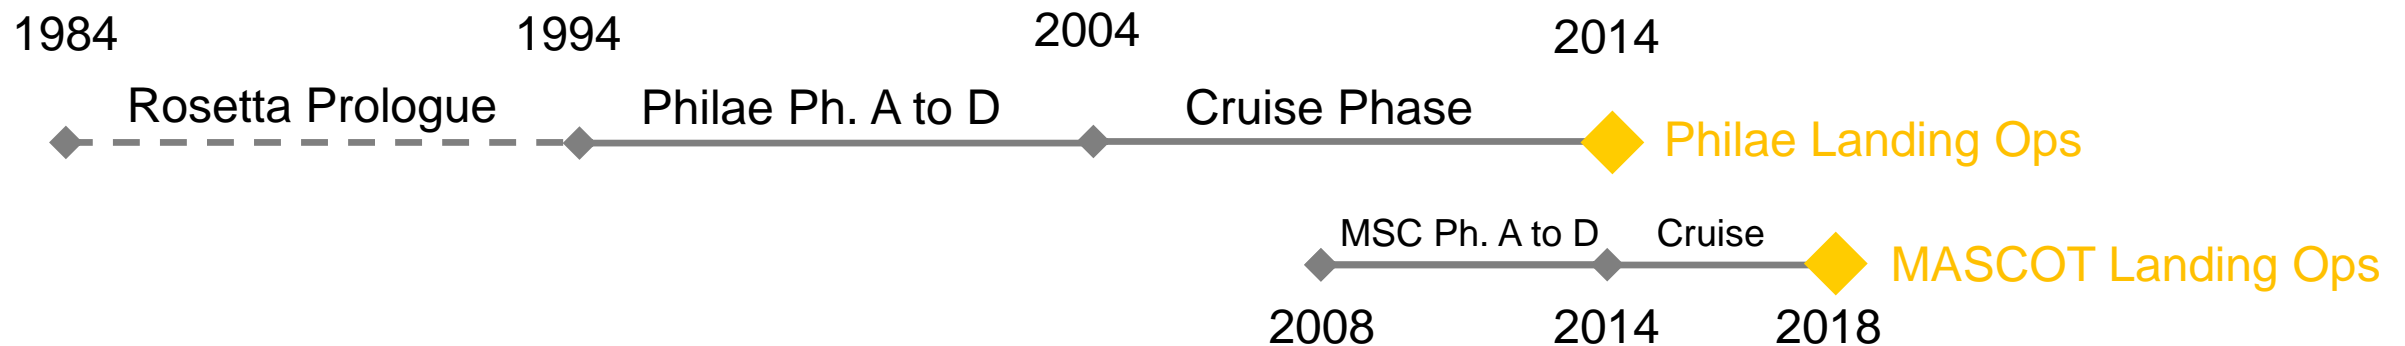 1984 1994 2004 2014
Rosetta Prologue Philae Ph. A to D Cruise Phase
Philae Landing Ops
MSC Ph. A to D Cruise
MASCOT Landing Ops
2008 2014 2018